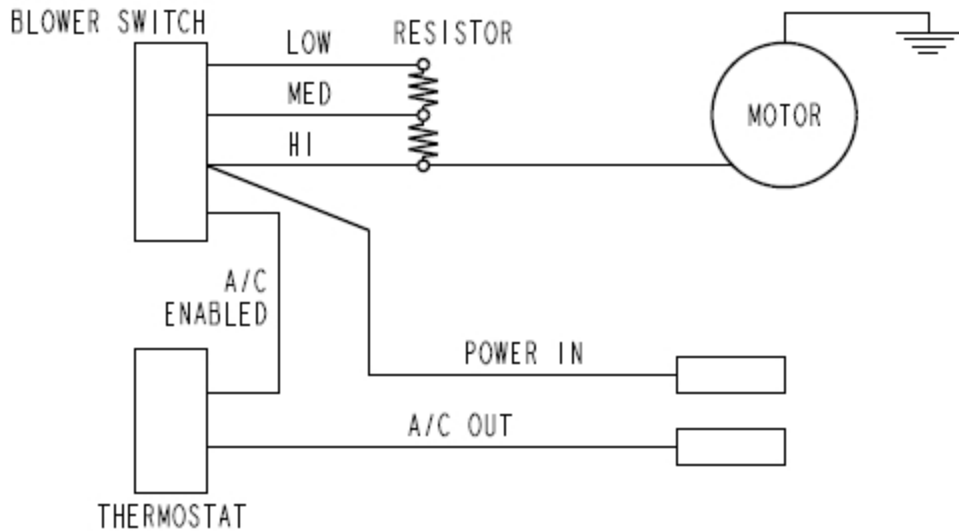 BLOWER SWITCH
LOW
RESISTOR
MED
HI
MOTOR
A/C
ENABLED
POWER IN
A/C OUT
THERMOSTAT